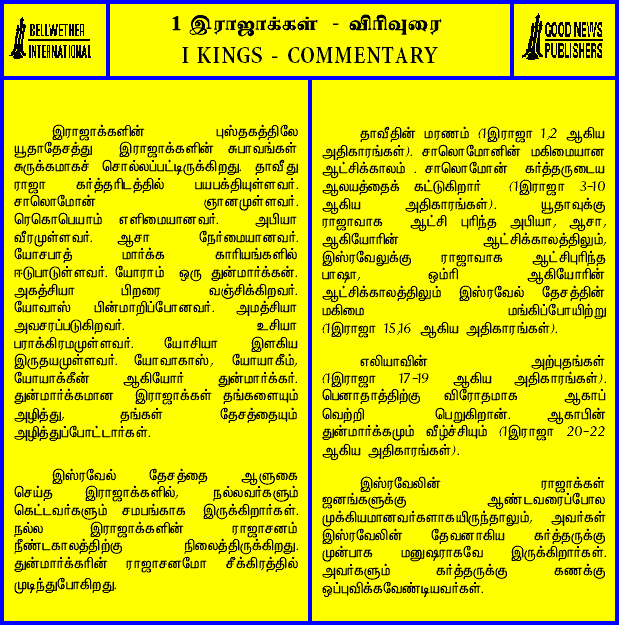 BELLWETHER
INTERNATIONAL
1 இராஜாக்கள் - விரிவுரை
I KINGS - COMMENTARY
GOOD NEWS
PUBLISHERS
இராஜாக்களின் புஸ்தகத்திலே
யூதாதேசத்து இராஜாக்களின் சுபாவங்கள்
சுருக்கமாகச் சொல்லப்பட்டிருக்கிறது. தாவீது
ராஜா கர்த்தரிடத்தில் பயபக்தியுள்ளவர்.
சாலொமோன் ஞானமுள்ளவர்.
ரெகொபெயாம் எளிமையானவர். அபியா
வீரமுள்ளவர். ஆசா நேர்மையானவர்.
யோசபாத் மார்க்க காரியங்களில்
ஈடுபாடுள்ளவர். யோராம் ஒரு துன்மார்க்கன்.
அகத்சியா பிறரை வஞ்சிக்கிறவர்.
யோவாஸ் பின்மாறிப்போனவர். அமத்சியா
அவசரப்படுகிறவர். உசியா
பராக்கிரமமுள்ளவர். யோசியா இளகிய
இருதயமுள்ளவர். யோவாகாஸ், யோயாகீம்,
யோயாக்கீன் ஆகியோர் துன்மார்க்கர்.
துன்மார்க்கமான இராஜாக்கள் தங்களையும்
அழித்து, தங்கள் தேசத்தையும்
அழித்துப்போட்டார்கள்.
இஸ்ரவேல் தேசத்தை ஆளுகை
செய்த இராஜாக்களில், நல்லவர்களும்
கெட்டவர்களும் சமபங்காக இருக்கிறார்கள்.
நல்ல இராஜாக்களின் ராஜாசனம்
நீண்டகாலத்திற்கு நிலைத்திருக்கிறது.
துன்மார்க்கரின் ராஜாசனமோ சீக்கிரத்தில்
முடிந்துபோகிறது.
தாவீதின் மரணம் (1இராஜா 1,2 ஆகிய
அதிகாரங்கள்). சாலொமோனின் மகிமையான
ஆட்சிக்காலம் . சாலொமோன் கர்த்தருடைய
ஆலயத்தைக் கட்டுகிறார் (1இராஜா 3-10
ஆகிய அதிகாரங்கள்). யூதாவுக்கு
ராஜாவாக ஆட்சி புரிந்த அபியா, ஆசா,
ஆகியோரின் ஆட்சிக்காலத்திலும்,
இஸ்ரவேலுக்கு ராஜாவாக ஆட்சிபுரிந்த
பாஷா, ஒம்ரி ஆகியோரின்
ஆட்சிக்காலத்திலும் இஸ்ரவேல் தேசத்தின்
மகிமை மங்கிப்போயிற்று
(1இராஜா 15,16 ஆகிய அதிகாரங்கள்).
எலியாவின் அற்புதங்கள்
(1இராஜா 17-19 ஆகிய அதிகாரங்கள்).
பெனாதாத்திற்கு விரோதமாக ஆகாப்
வெற்றி பெறுகிறான். ஆகாபின்
துன்மார்க்கமும் வீழ்ச்சியும் (1இராஜா 20-22
ஆகிய அதிகாரங்கள்).
இஸ்ரவேலின் ராஜாக்கள்
ஜனங்களுக்கு ஆண்டவரைப்போல
முக்கியமானவர்களாகயிருந்தாலும், அவர்கள்
இஸ்ரவேலின் தேவனாகிய கர்த்தருக்கு
முன்பாக மனுஷராகவே இருக்கிறார்கள்.
அவர்களும் கர்த்தருக்கு கணக்கு
ஒப்புவிக்கவேண்டியவர்கள்.